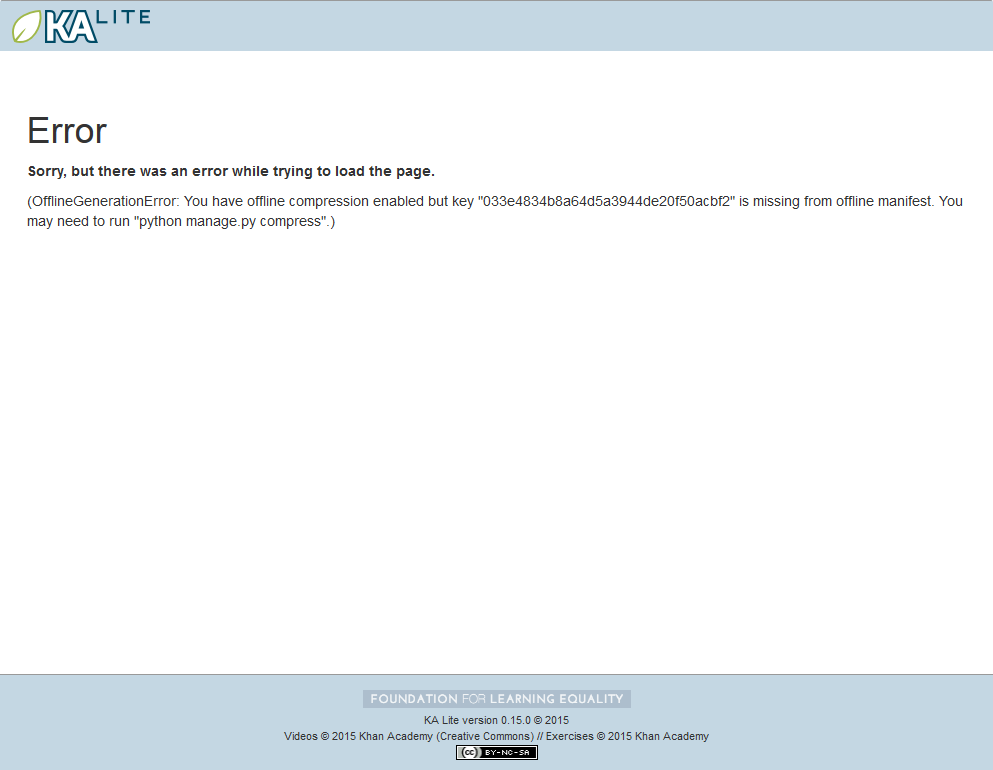 KA LITE
Error
Sorry, but there was an error while trying to load the page.
(OfflineGenerationError: You have offline compression enabled but key "033e4834b8a64d5a3944de20f50acbf2" is missing from offline manifest. You
may need to run "python manage.py compress".)
FOUNDATION FOR LEARNING EQUALITY
KA Lite version 0.15.0 © 2015
Videos © 2015 Khan Academy (Creative Commons) // Exercises © 2015 Khan Academy
(cc) BY-NC-SA